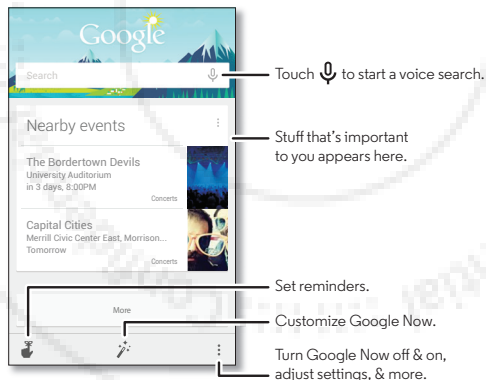 Google
Search
Touch to start a voice search.
Nearby events
Stuff that's important
to you appears here.
The Bordertown Devils
University Auditorium
in 3 days, 8:00PM
Concerts
Capital Cities
Merrill Civic Center East, Morrison...
Tomorrow
Concerts
More
Set reminders.
Customize Google Now.
Turn Google Now off & on,
adjust settings, & more.